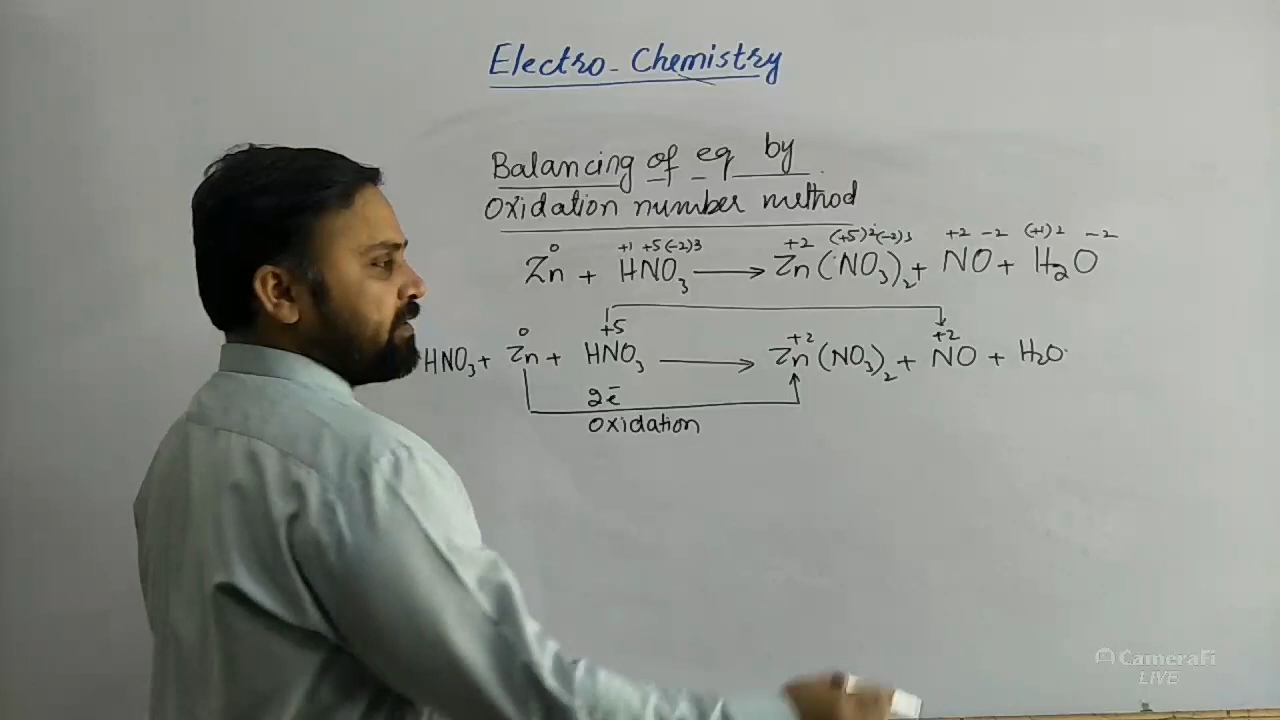 Electro-Chemistry
Balancing of eq by
Oxidation number method
0 +1 +5 (-2)3 +2 (+5)2 (-2)3 +2 -2 (+1)2 -2
Zn + HNO3 ⟶ Zn(NO3)2 + NO + H2O
0 +5 +2 +2
HNO3 + Zn + HNO3 ⟶ Zn(NO3)2 + NO + H2O
2e̅
Oxidation
CameraFi
LIVE